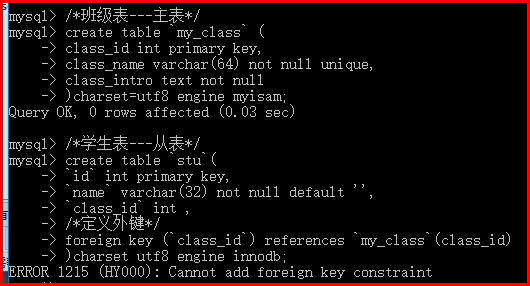 mysql> /*班级表---主表*/
mysql> create table `my_class` (
    -> class_id int primary key,
    -> class_name varchar(64) not null unique,
    -> class_intro text not null
    -> )charset=utf8 engine myisam;
Query OK, 0 rows affected (0.03 sec)
mysql> /*学生表---从表*/
mysql> create table `stu`(
    -> `id` int primary key,
    -> `name` varchar(32) not null default '',
    -> `class_id` int ,
    -> /*定义外键*/
    -> foreign key (`class_id`) references `my_class`(class_id)
    -> )charset utf8 engine innodb;
ERROR 1215 (HY000): Cannot add foreign key constraint